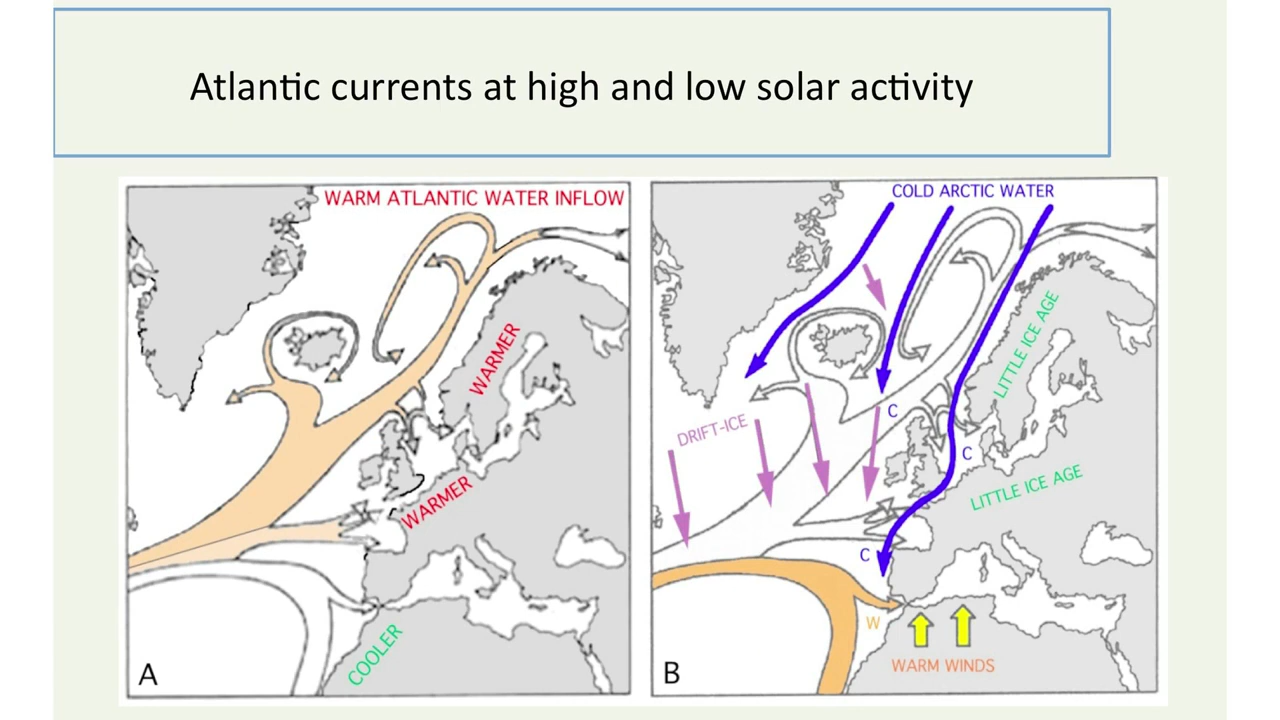 Atlantic currents at high and low solar activity
WARM ATLANTIC WATER INFLOW
WARMER
WARMER
COOLER
A
COLD ARCTIC WATER
LITTLE ICE AGE
C
DRIFT-ICE
C
LITTLE ICE AGE
C
W
WARM WINDS
B